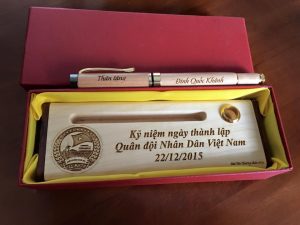 Thân tặng
Đinh Quốc Khánh
Kỷ niệm ngày thành lập
Quân đội Nhân Dân Việt Nam
22/12/2015